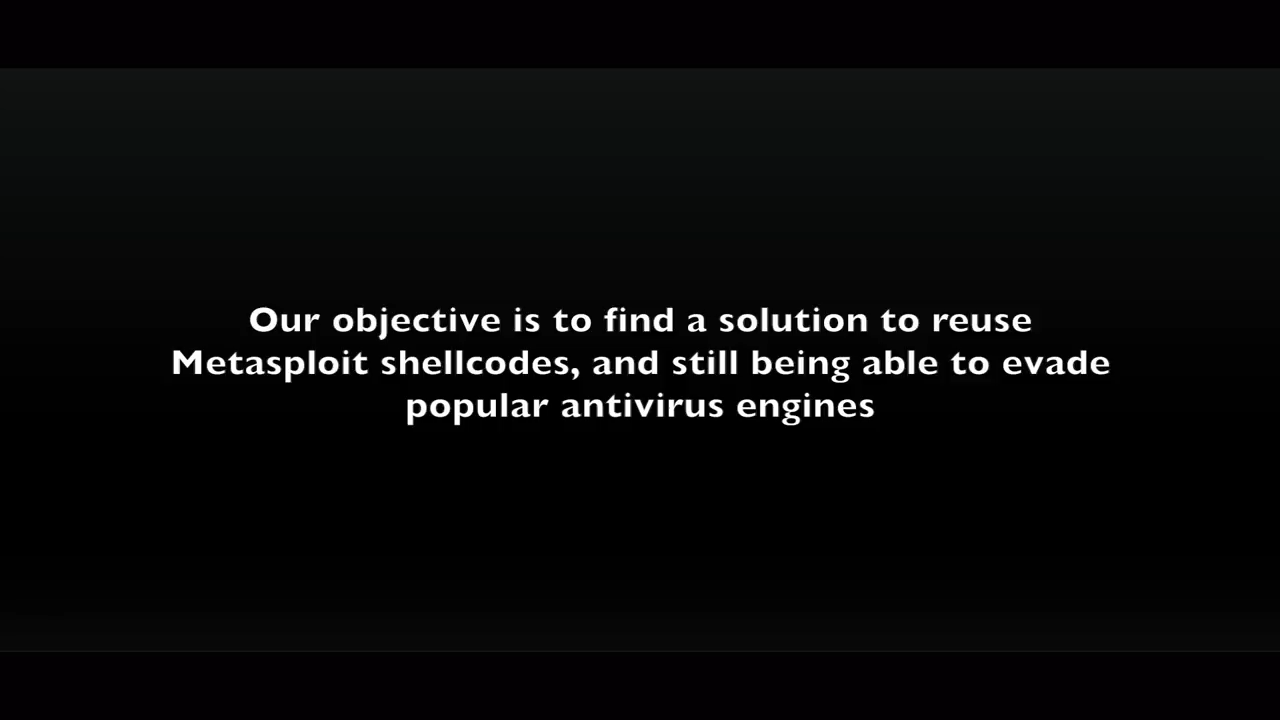 Our objective is to find a solution to reuse
Metasploit shellcodes, and still being able to evade
popular antivirus engines